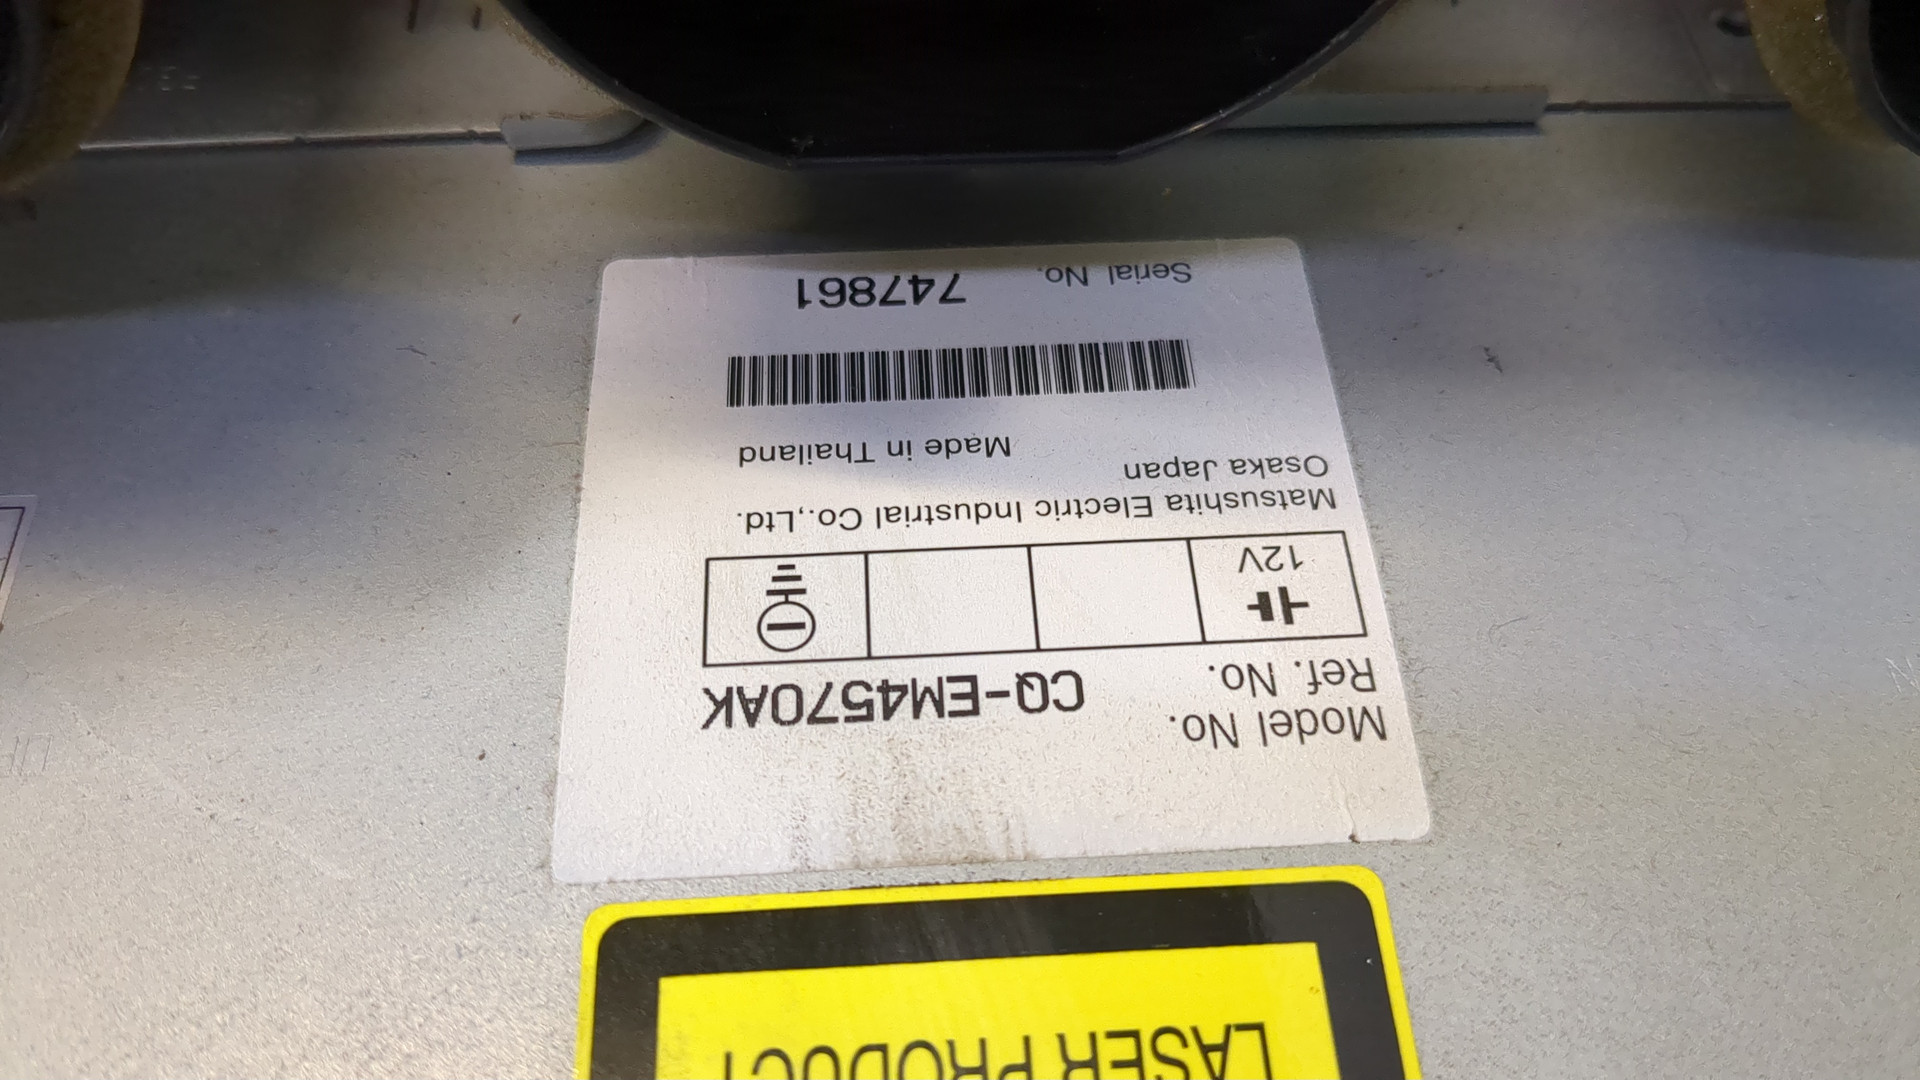 LASER PRODUCT
Model No.
Ref. No. CQ-EM4570AK
12V
Matsushita Electric Industrial Co.,Ltd.
Osaka Japan
Made in Thailand
Serial No. 747861